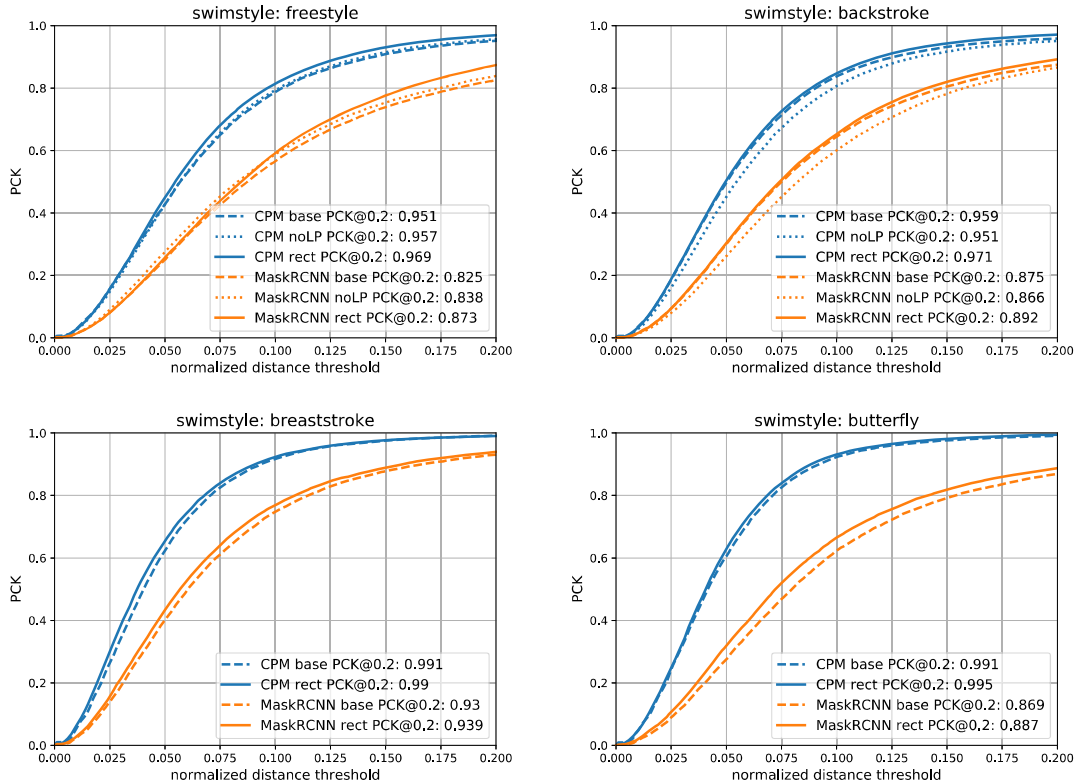 swimstyle: freestyle
1.0
0.8
0.6
0.4
0.2
0.0
PCK
CPM base PCK@0.2: 0.951
CPM noLP PCK@0.2: 0.957
CPM rect PCK@0.2: 0.969
MaskRCNN base PCK@0.2: 0.825
MaskRCNN noLP PCK@0.2: 0.838
MaskRCNN rect PCK@0.2: 0.873
0.000 0.025 0.050 0.075 0.100 0.125 0.150 0.175 0.200
normalized distance threshold
swimstyle: backstroke
1.0
0.8
0.6
0.4
0.2
0.0
PCK
CPM base PCK@0.2: 0.959
CPM noLP PCK@0.2: 0.951
CPM rect PCK@0.2: 0.971
MaskRCNN base PCK@0.2: 0.875
MaskRCNN noLP PCK@0.2: 0.866
MaskRCNN rect PCK@0.2: 0.892
0.000 0.025 0.050 0.075 0.100 0.125 0.150 0.175 0.200
normalized distance threshold
swimstyle: breaststroke
1.0
0.8
0.6
0.4
0.2
0.0
PCK
CPM base PCK@0.2: 0.991
CPM rect PCK@0.2: 0.99
MaskRCNN base PCK@0.2: 0.93
MaskRCNN rect PCK@0.2: 0.939
0.000 0.025 0.050 0.075 0.100 0.125 0.150 0.175 0.200
normalized distance threshold
swimstyle: butterfly
1.0
0.8
0.6
0.4
0.2
0.0
PCK
CPM base PCK@0.2: 0.991
CPM rect PCK@0.2: 0.995
MaskRCNN base PCK@0.2: 0.869
MaskRCNN rect PCK@0.2: 0.887
0.000 0.025 0.050 0.075 0.100 0.125 0.150 0.175 0.200
normalized distance threshold